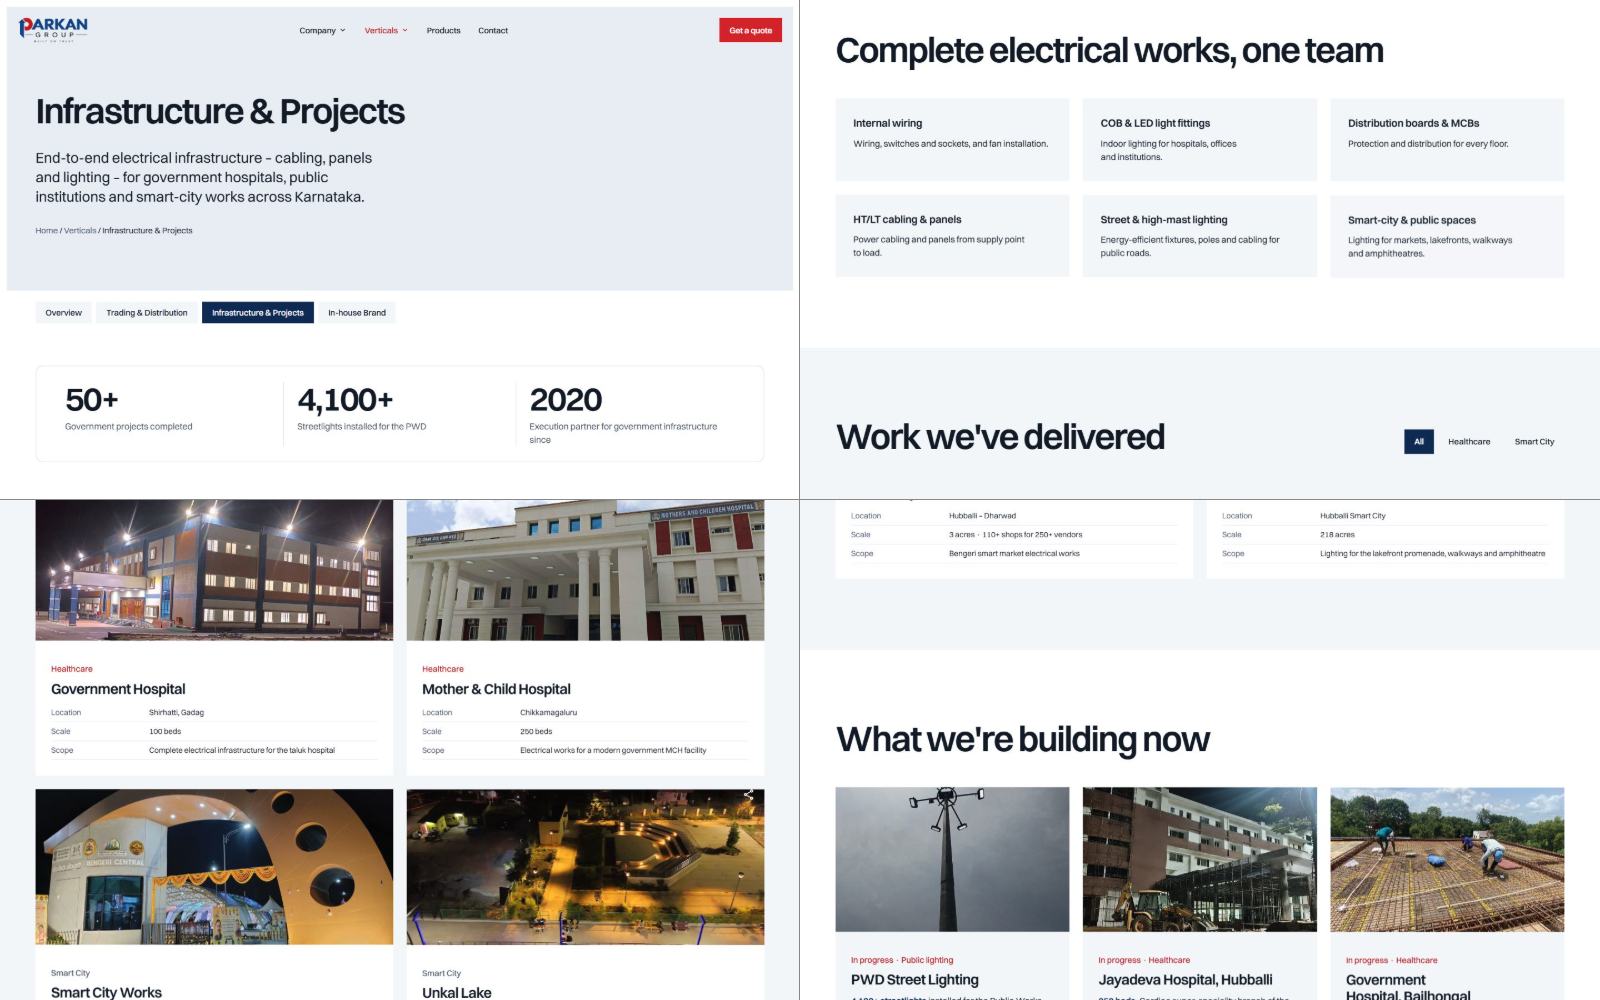 PARKAN
GROUP
BUILT ON TRUST
Company
Verticals
Products
Contact
Get a quote
Infrastructure & Projects
End-to-end electrical infrastructure – cabling, panels
and lighting – for government hospitals, public
institutions and smart-city works across Karnataka.
Home / Verticals / Infrastructure & Projects
Overview
Trading & Distribution
Infrastructure & Projects
In-house Brand
50+
Government projects completed
4,100+
Streetlights installed for the PWD
2020
Execution partner for government infrastructure
since
Complete electrical works, one team
Internal wiring
Wiring, switches and sockets, and fan installation.
COB & LED light fittings
Indoor lighting for hospitals, offices
and institutions.
Distribution boards & MCBs
Protection and distribution for every floor.
HT/LT cabling & panels
Power cabling and panels from supply point
to load.
Street & high-mast lighting
Energy-efficient fixtures, poles and cabling for
public roads.
Smart-city & public spaces
Lighting for markets, lakefronts, walkways
and amphitheatres.
Work we've delivered
All
Healthcare
Smart City
MOTHERS AND CHILDREN HOSPITAL
Healthcare
Government Hospital
Location
Shirhatti, Gadag
Scale
100 beds
Scope
Complete electrical infrastructure for the taluk hospital
Healthcare
Mother & Child Hospital
Location
Chikkamagaluru
Scale
250 beds
Scope
Electrical works for a modern government MCH facility
BENGERI CENTRAL
Smart City
Smart City Works
Smart City
Unkal Lake
Location
Hubballi – Dharwad
Scale
3 acres · 110+ shops for 250+ vendors
Scope
Bengeri smart market electrical works
Location
Hubballi Smart City
Scale
218 acres
Scope
Lighting for the lakefront promenade, walkways and amphitheatre
What we're building now
In progress · Public lighting
PWD Street Lighting
In progress · Healthcare
Jayadeva Hospital, Hubballi
In progress · Healthcare
Government
Hospital, Bailhongal